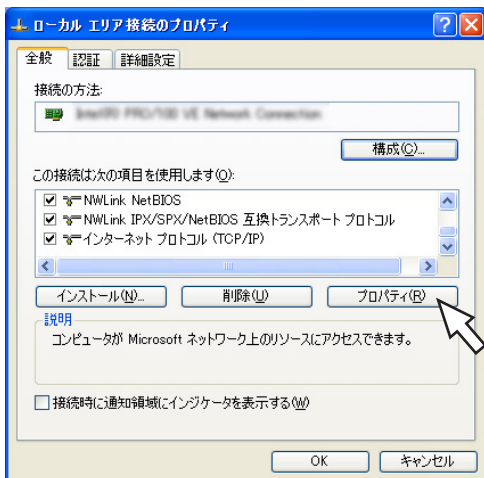 ローカル エリア接続のプロパティ
全般 認証 詳細設定
接続の方法:
Intel(R) PRO/100 VE Network Connection
構成(C)...
この接続は次の項目を使用します(O):
NWLink NetBIOS
NWLink IPX/SPX/NetBIOS 互換トランスポート プロトコル
インターネット プロトコル (TCP/IP)
インストール(N)... 削除(U) プロパティ(R)
説明
コンピュータが Microsoft ネットワーク上のリソースにアクセスできます。
接続時に通知領域にインジケータを表示する(W)
OK キャンセル